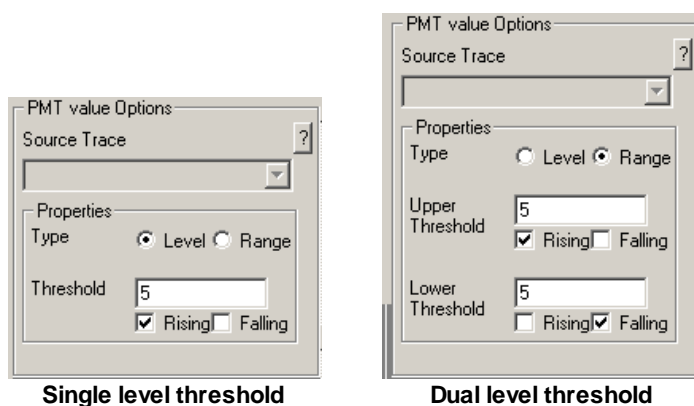 PMT value Options
Source Trace ?
Properties
Type Level Range
Threshold 5
Rising Falling
Single level threshold
PMT value Options
Source Trace ?
Properties
Type Level Range
Upper
Threshold 5
Rising Falling
Lower
Threshold 5
Rising Falling
Dual level threshold